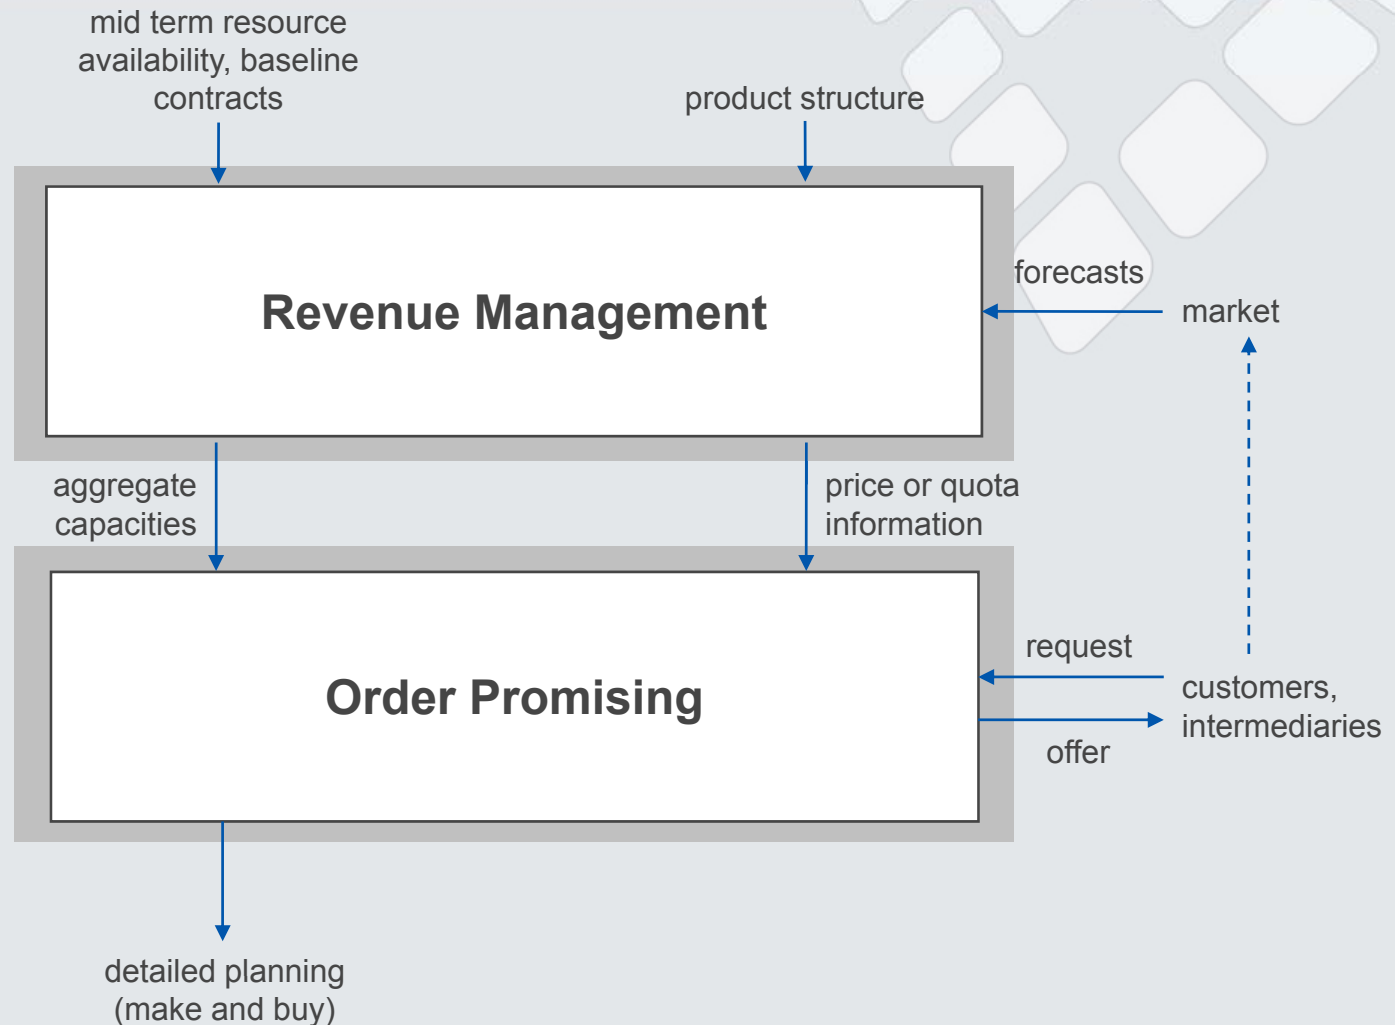 mid term resource
availability, baseline
contracts
product structure
Revenue Management
forecasts
market
aggregate
capacities
price or quota
information
Order Promising
request
customers,
intermediaries
offer
detailed planning
(make and buy)